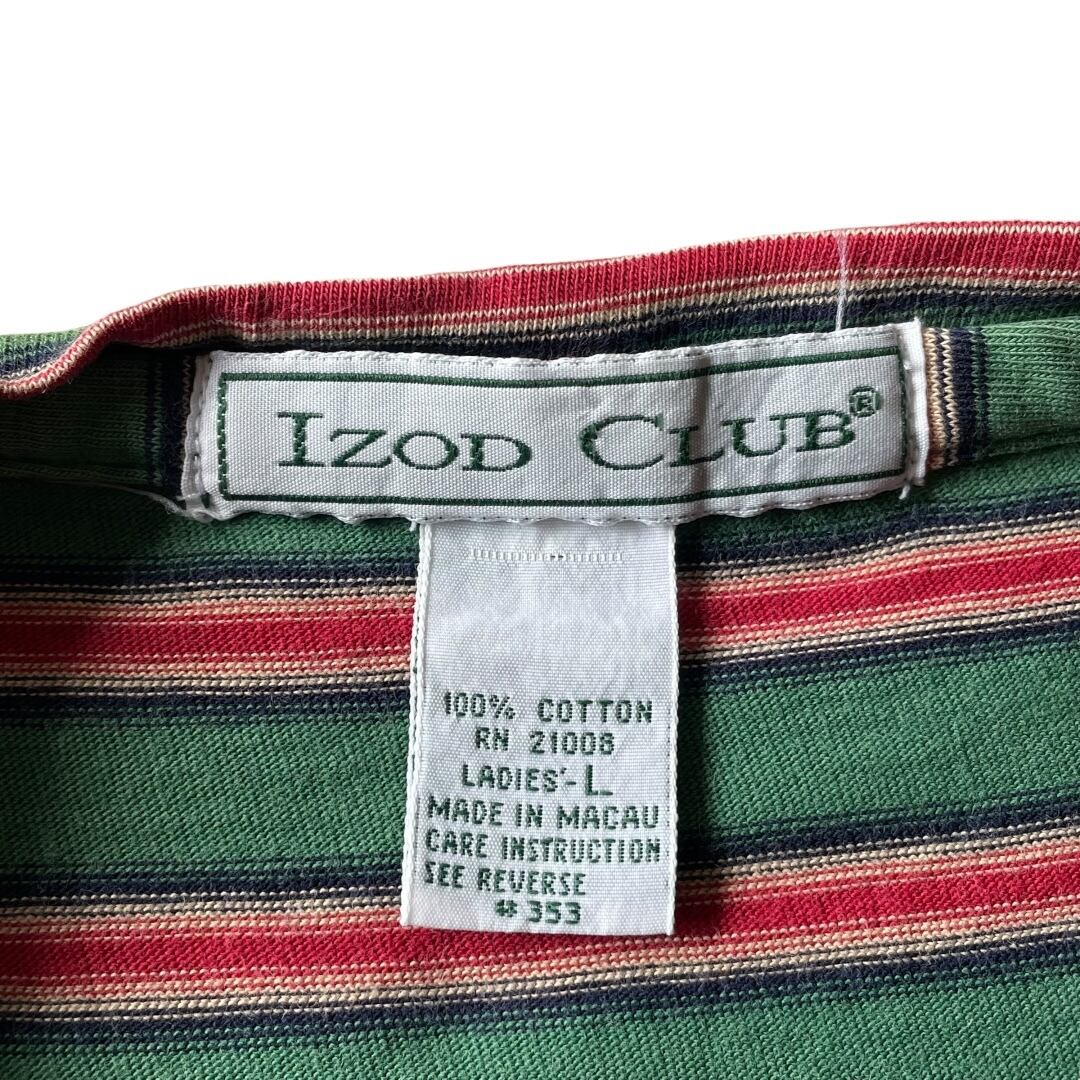 IZOD CLUB®
100% COTTON
RN 21008
LADIES'-L
MADE IN MACAU
CARE INSTRUCTION
SEE REVERSE
#353